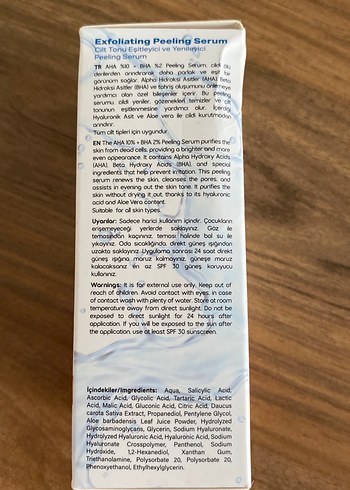 Exfoliating Peeling Serum
Cilt Tonu Eşitleyici ve Yenileyici
Peeling Serum
TR AHA %10 + BHA %2 Peeling Serum, cildi ölü
derilerden arındırarak daha parlak ve eşit bir
görünüm sağlar. Alpha Hidroksi Asitler (AHA), Beta
Hidroksi Asitler (BHA) ve tahriş oluşumunu önlemeye
yardımcı olan özel bileşenler içerir. Bu peeling
serumu, cildi yeniler, gözenekleri temizler ve cilt
tonunun eşitlenmesine yardımcı olur. İçerdiği
Hyaluronik Asit ve Aloe vera ile cildi kurutmadan
arındırır.
Tüm cilt tipleri için uygundur.
EN The AHA 10% + BHA 2% Peeling Serum purifies the
skin from dead cells, providing a brighter and more
even appearance. It contains Alpha Hydroxy Acids
(AHA), Beta Hydroxy Acids (BHA), and special
ingredients that help prevent irritation. This peeling
serum renews the skin, cleanses the pores, and
assists in evening out the skin tone. It purifies the
skin without drying it out, thanks to its hyaluronic
acid and Aloe Vera content.
Suitable for all skin types.
Uyarılar: Sadece harici kullanım içindir. Çocukların
erişemeyeceği yerlerde saklayınız. Göz ile
temasından kaçınınız, teması halinde bol su ile
yıkayınız. Oda sıcaklığında, direkt güneş ışığından
uzakta saklayınız. Uygulama sonrası 24 saat direkt
güneş ışığına maruz kalmayınız, güneşe maruz
kalacaksanız en az SPF 30 güneş koruyucu
kullanınız.
Warnings: It is for external use only. Keep out of
reach of children. Avoid contact with eyes, in case
of contact wash with plenty of water. Store at room
temperature away from direct sunlight. Do not be
exposed to direct sunlight for 24 hours after
application. If you will be exposed to the sun after
the application, use at least SPF 30 sunscreen.
İçindekiler/Ingredients: Aqua, Salicylic Acid,
Ascorbic Acid, Glycolic Acid, Tartaric Acid, Lactic
Acid, Malic Acid, Gluconic Acid, Citric Acid, Daucus
carota Sativa Extract, Propanediol, Pentylene Glycol,
Aloe barbadensis Leaf Juice Powder, Hydrolyzed
Glycosaminoglycans, Glycerin, Sodium Hyaluronate,
Hydrolyzed Hyaluronic Acid, Hyaluronic Acid, Sodium
Hyaluronate Crosspolymer, Panthenol, Sodium
Hydroxide, 1,2-Hexanediol, Xanthan Gum,
Triethanolamine, Polysorbate 20, Polysorbate 20,
Phenoxyethanol, Ethylhexylglycerin.